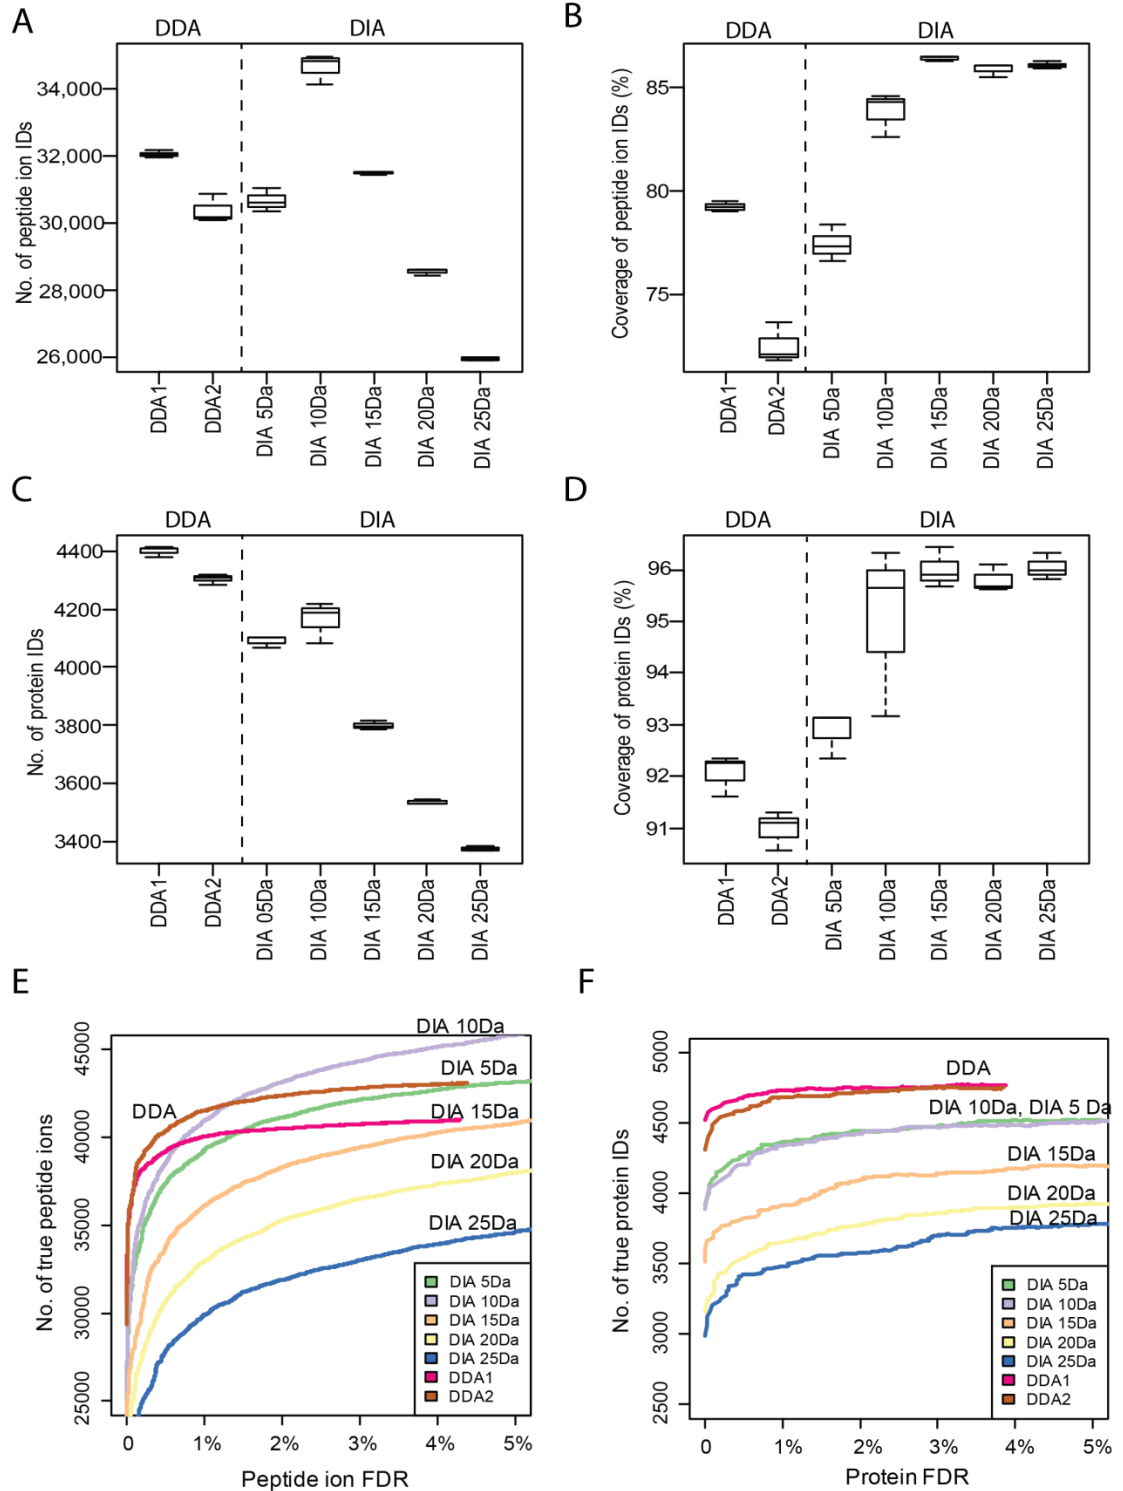 A
DDA
DIA
No. of peptide ion IDs
34,000
32,000
30,000
28,000
26,000
DDA1
DDA2
DIA 5Da
DIA 10Da
DIA 15Da
DIA 20Da
DIA 25Da
B
DDA
DIA
Coverage of peptide ion IDs (%)
85
80
75
DDA1
DDA2
DIA 5Da
DIA 10Da
DIA 15Da
DIA 20Da
DIA 25Da
C
DDA
DIA
No. of protein IDs
4400
4200
4000
3800
3600
3400
DDA1
DDA2
DIA 05Da
DIA 10Da
DIA 15Da
DIA 20Da
DIA 25Da
D
DDA
DIA
Coverage of protein IDs (%)
96
95
94
93
92
91
DDA1
DDA2
DIA 5Da
DIA 10Da
DIA 15Da
DIA 20Da
DIA 25Da
E
No. of true peptide ions
45000
40000
35000
30000
25000
DIA 10Da
DIA 5Da
DDA
DIA 15Da
DIA 20Da
DIA 25Da
DIA 5Da
DIA 10Da
DIA 15Da
DIA 20Da
DIA 25Da
DDA1
DDA2
0 1% 2% 3% 4% 5%
Peptide ion FDR
F
No. of true protein IDs
5000
4500
4000
3500
3000
2500
DDA
DIA 10Da, DIA 5 Da
DIA 15Da
DIA 20Da
DIA 25Da
DIA 5Da
DIA 10Da
DIA 15Da
DIA 20Da
DIA 25Da
DDA1
DDA2
0 1% 2% 3% 4% 5%
Protein FDR